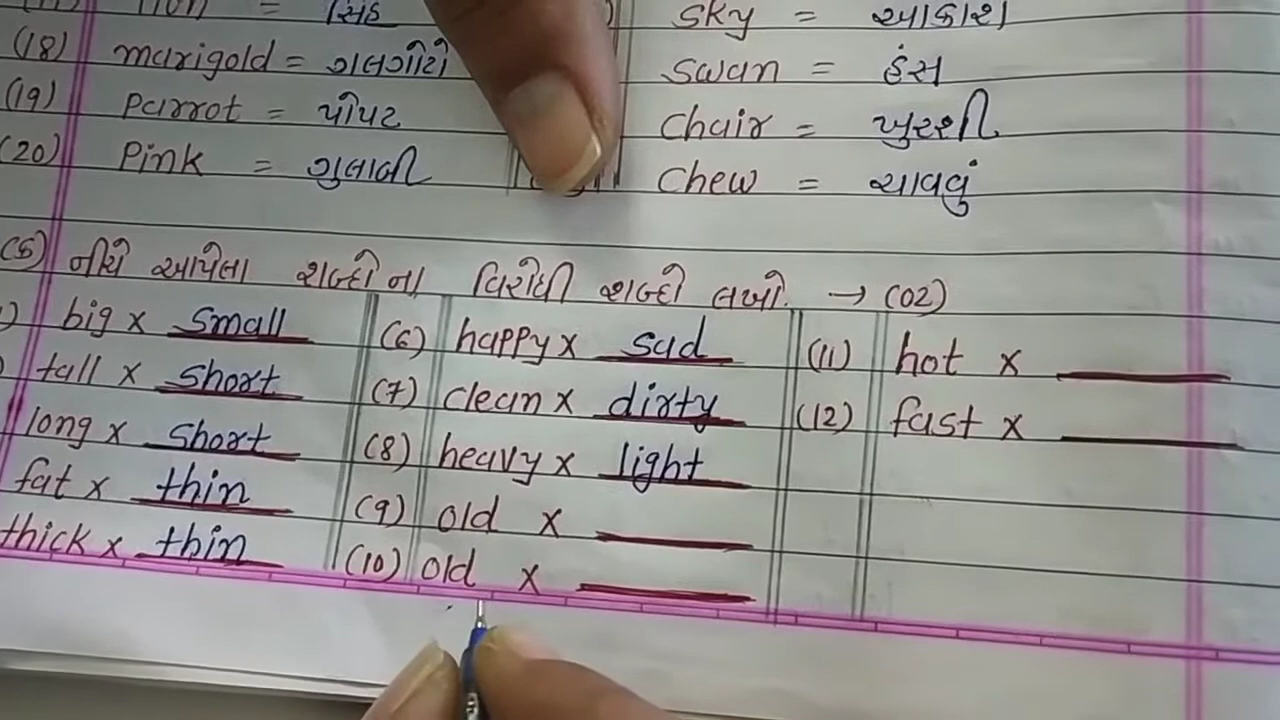 lion = સિંહ
sky = આકાશ
(18) marigold = ગલગોટો
swan = હંસ
(19) parrot = પોપટ
chair = ખુરશી
(20) Pink = ગુલાબી
chew = ચાવવું
(5) નીચે આપેલા શબ્દો ના વિરોધી શબ્દો લખો. → (02)
big x small (6) happy x sad (11) hot x
tall x short (7) clean x dirty (12) fast x
long x short (8) heavy x light
fat x thin (9) old x
thick x thin (10) old x